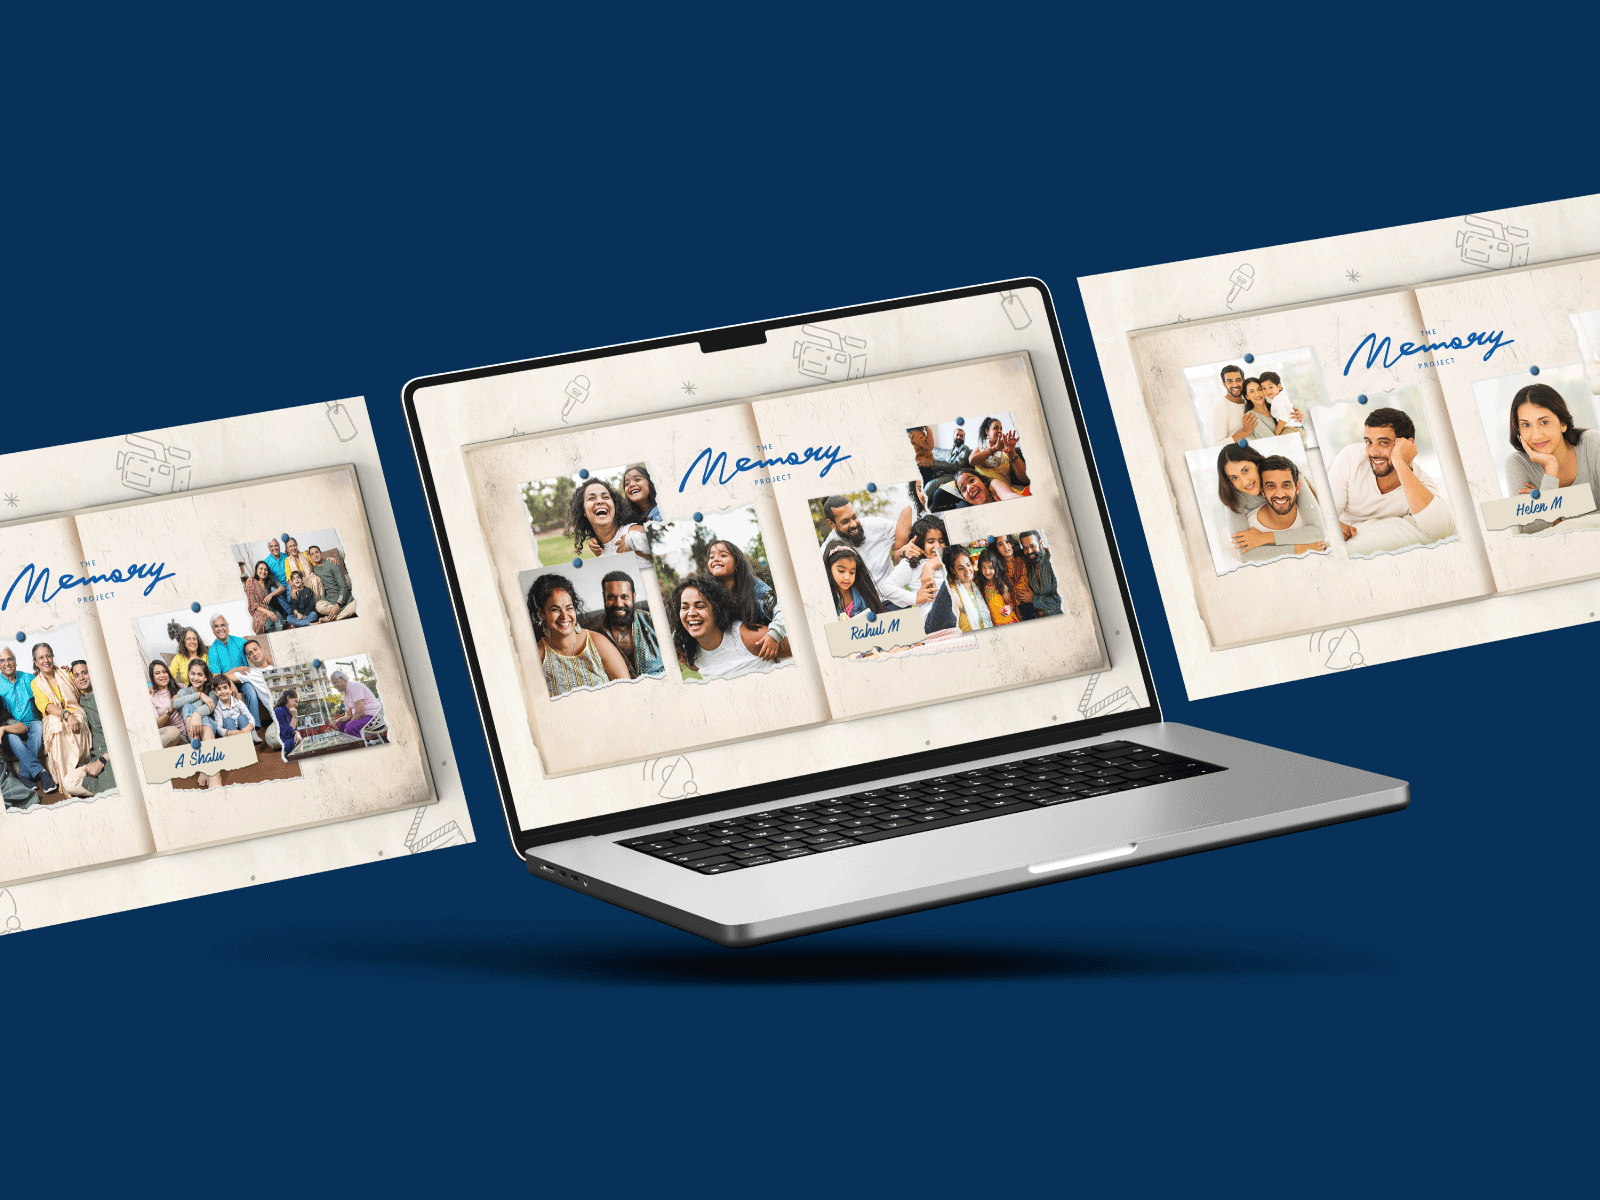 THE
Memory
PROJECT
A Shalu
THE
Memory
PROJECT
Rahul M
THE
Memory
PROJECT
Helen M